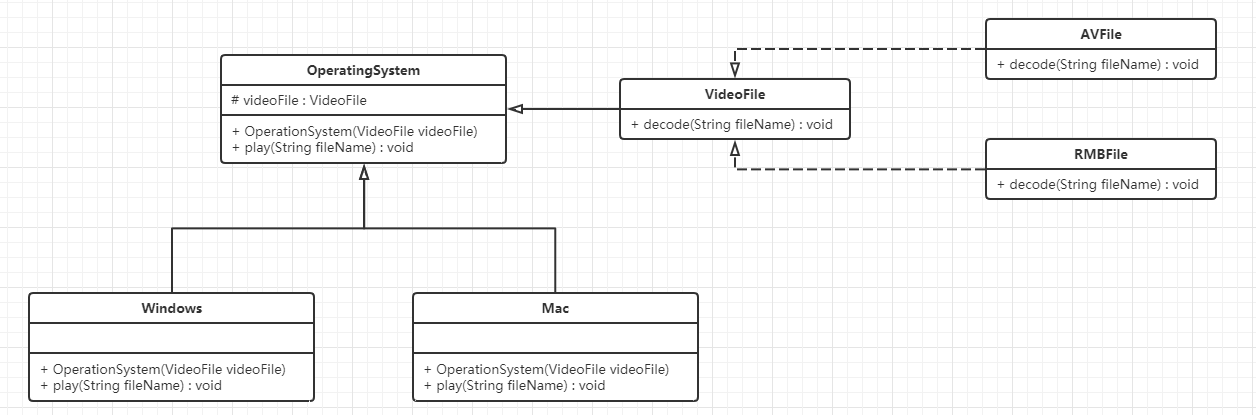 OperatingSystem
# videoFile : VideoFile
+ OperationSystem(VideoFile videoFile)
+ play(String fileName) : void
VideoFile
+ decode(String fileName) : void
AVFile
+ decode(String fileName) : void
RMBFile
+ decode(String fileName) : void
Windows
+ OperationSystem(VideoFile videoFile)
+ play(String fileName) : void
Mac
+ OperationSystem(VideoFile videoFile)
+ play(String fileName) : void